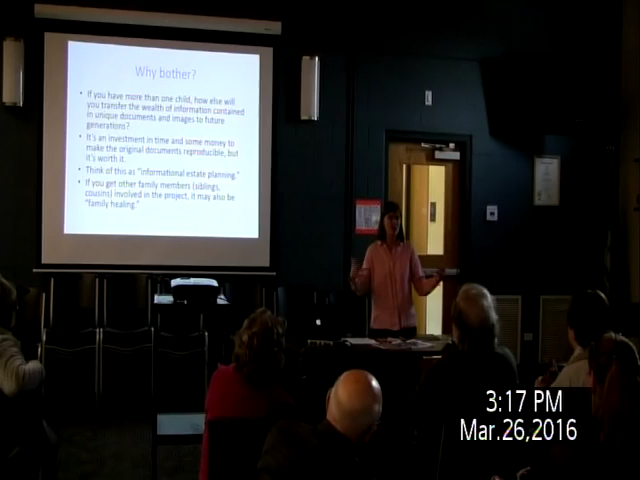 Why bother?
• If you have more than one child, how else will
you transfer the wealth of information contained
in unique documents and images to future
generations?
• It's an investment in time and some money to
make the original documents reproducible, but
it's worth it.
• Think of this as "informational estate planning."
• If you get other family members (siblings,
cousins) involved in the project, it may also be
"family healing."
3:17 PM
Mar.26,2016